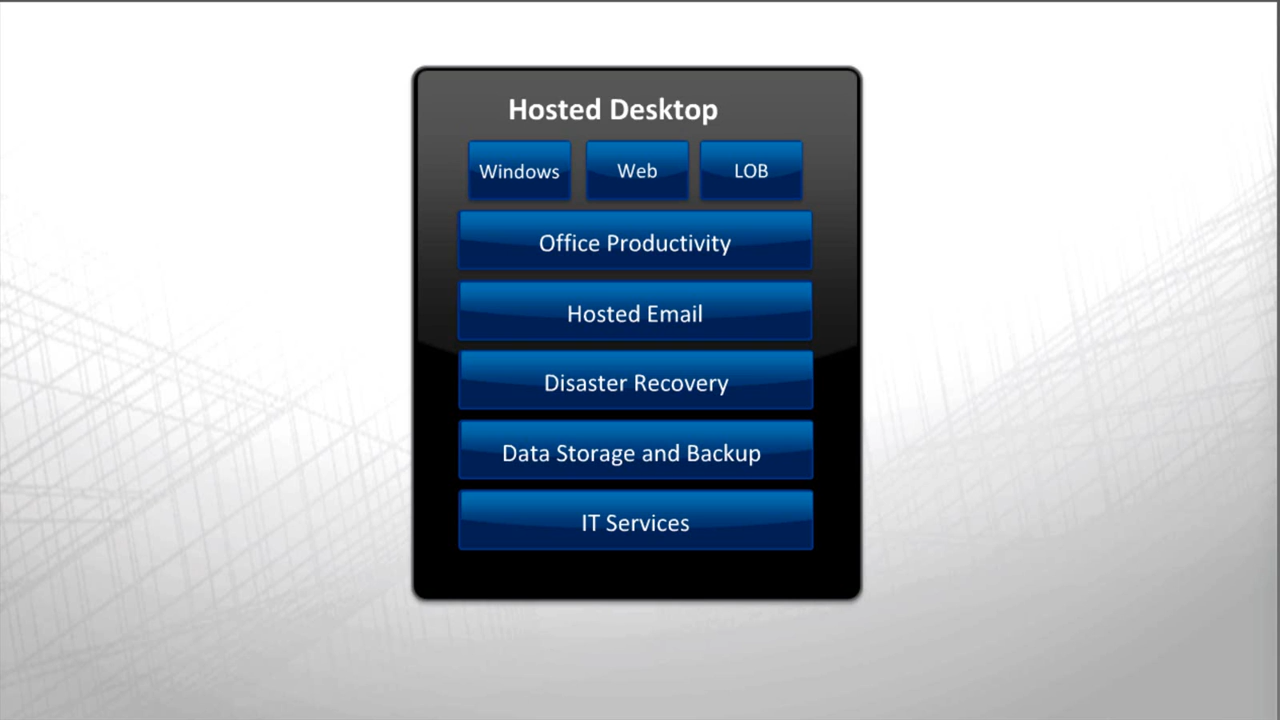 Hosted Desktop
Windows Web LOB
Office Productivity
Hosted Email
Disaster Recovery
Data Storage and Backup
IT Services